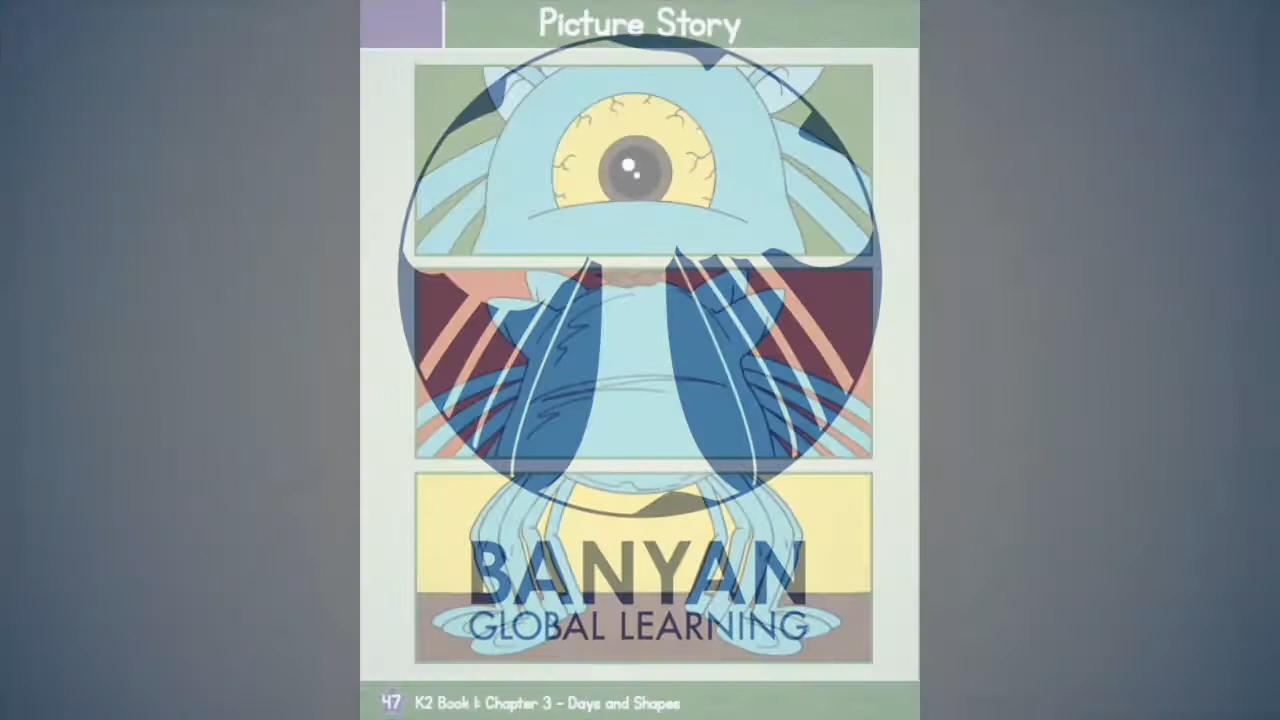 Picture Story
BANYAN
GLOBAL LEARNING
47 K2 Book 1: Chapter 3 - Days and Shapes